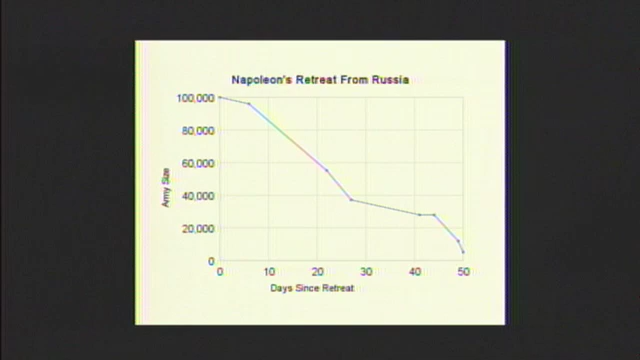 Napoleon's Retreat From Russia
100,000
80,000
60,000
40,000
20,000
0
Army Size
0 10 20 30 40 50
Days Since Retreat